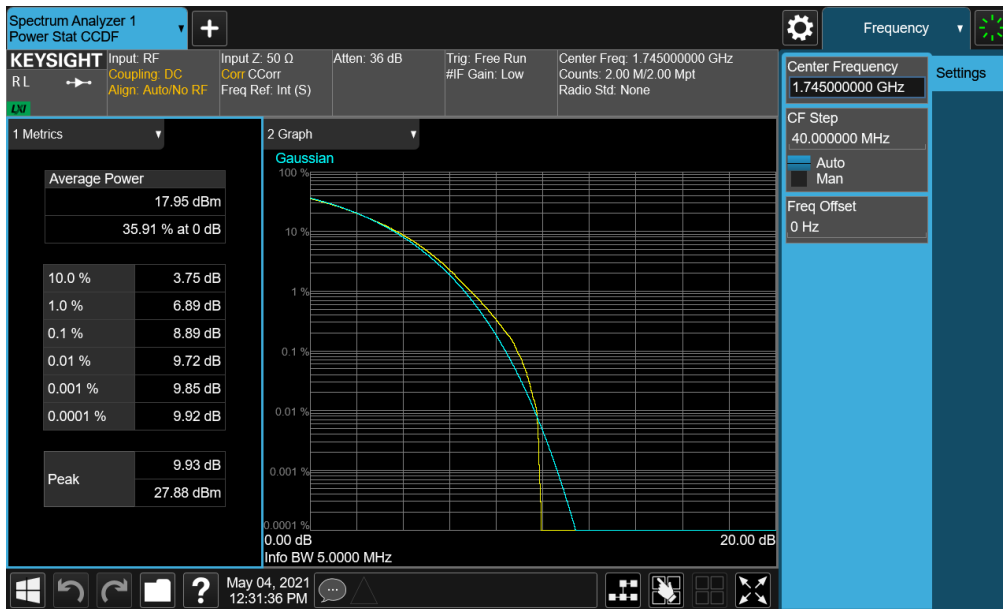 Spectrum Analyzer 1
Power Stat CCDF
+
Frequency
KEYSIGHT
R L
LXI
Input: RF
Coupling: DC
Align: Auto/No RF
Input Z: 50 Ω
Corr CCorr
Freq Ref: Int (S)
Atten: 36 dB
Trig: Free Run
#IF Gain: Low
Center Freq: 1.745000000 GHz
Counts: 2.00 M/2.00 Mpt
Radio Std: None
Center Frequency
1.745000000 GHz
Settings
CF Step
40.000000 MHz
Auto
Man
Freq Offset
0 Hz
1 Metrics
Average Power
17.95 dBm
35.91 % at 0 dB
10.0 % 3.75 dB
1.0 % 6.89 dB
0.1 % 8.89 dB
0.01 % 9.72 dB
0.001 % 9.85 dB
0.0001 % 9.92 dB
Peak
9.93 dB
27.88 dBm
2 Graph
Gaussian
100 %
10 %
1 %
0.1 %
0.01 %
0.001 %
0.0001 %
0.00 dB 20.00 dB
Info BW 5.0000 MHz
?
May 04, 2021
12:31:36 PM